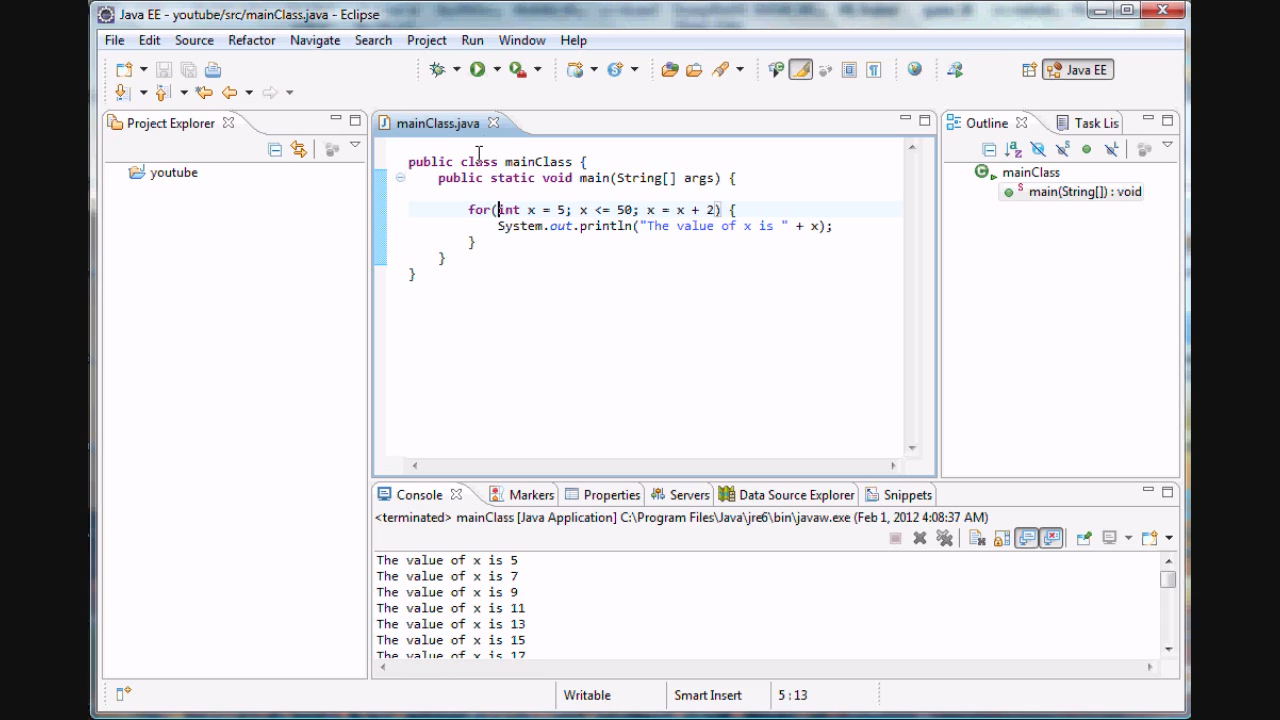 Java EE - youtube/src/mainClass.java - Eclipse
File Edit Source Refactor Navigate Search Project Run Window Help
Java EE
Project Explorer
youtube
mainClass.java
public class mainClass {
public static void main(String[] args) {
for(int x = 5; x <= 50; x = x + 2) {
System.out.println("The value of x is " + x);
}
}
}
Outline Task Lis
mainClass
main(String[]) : void
Console Markers Properties Servers Data Source Explorer Snippets
<terminated> mainClass [Java Application] C:\Program Files\Java\jre6\bin\javaw.exe (Feb 1, 2012 4:08:37 AM)
The value of x is 5
The value of x is 7
The value of x is 9
The value of x is 11
The value of x is 13
The value of x is 15
The value of x is 17
Writable Smart Insert 5 : 13